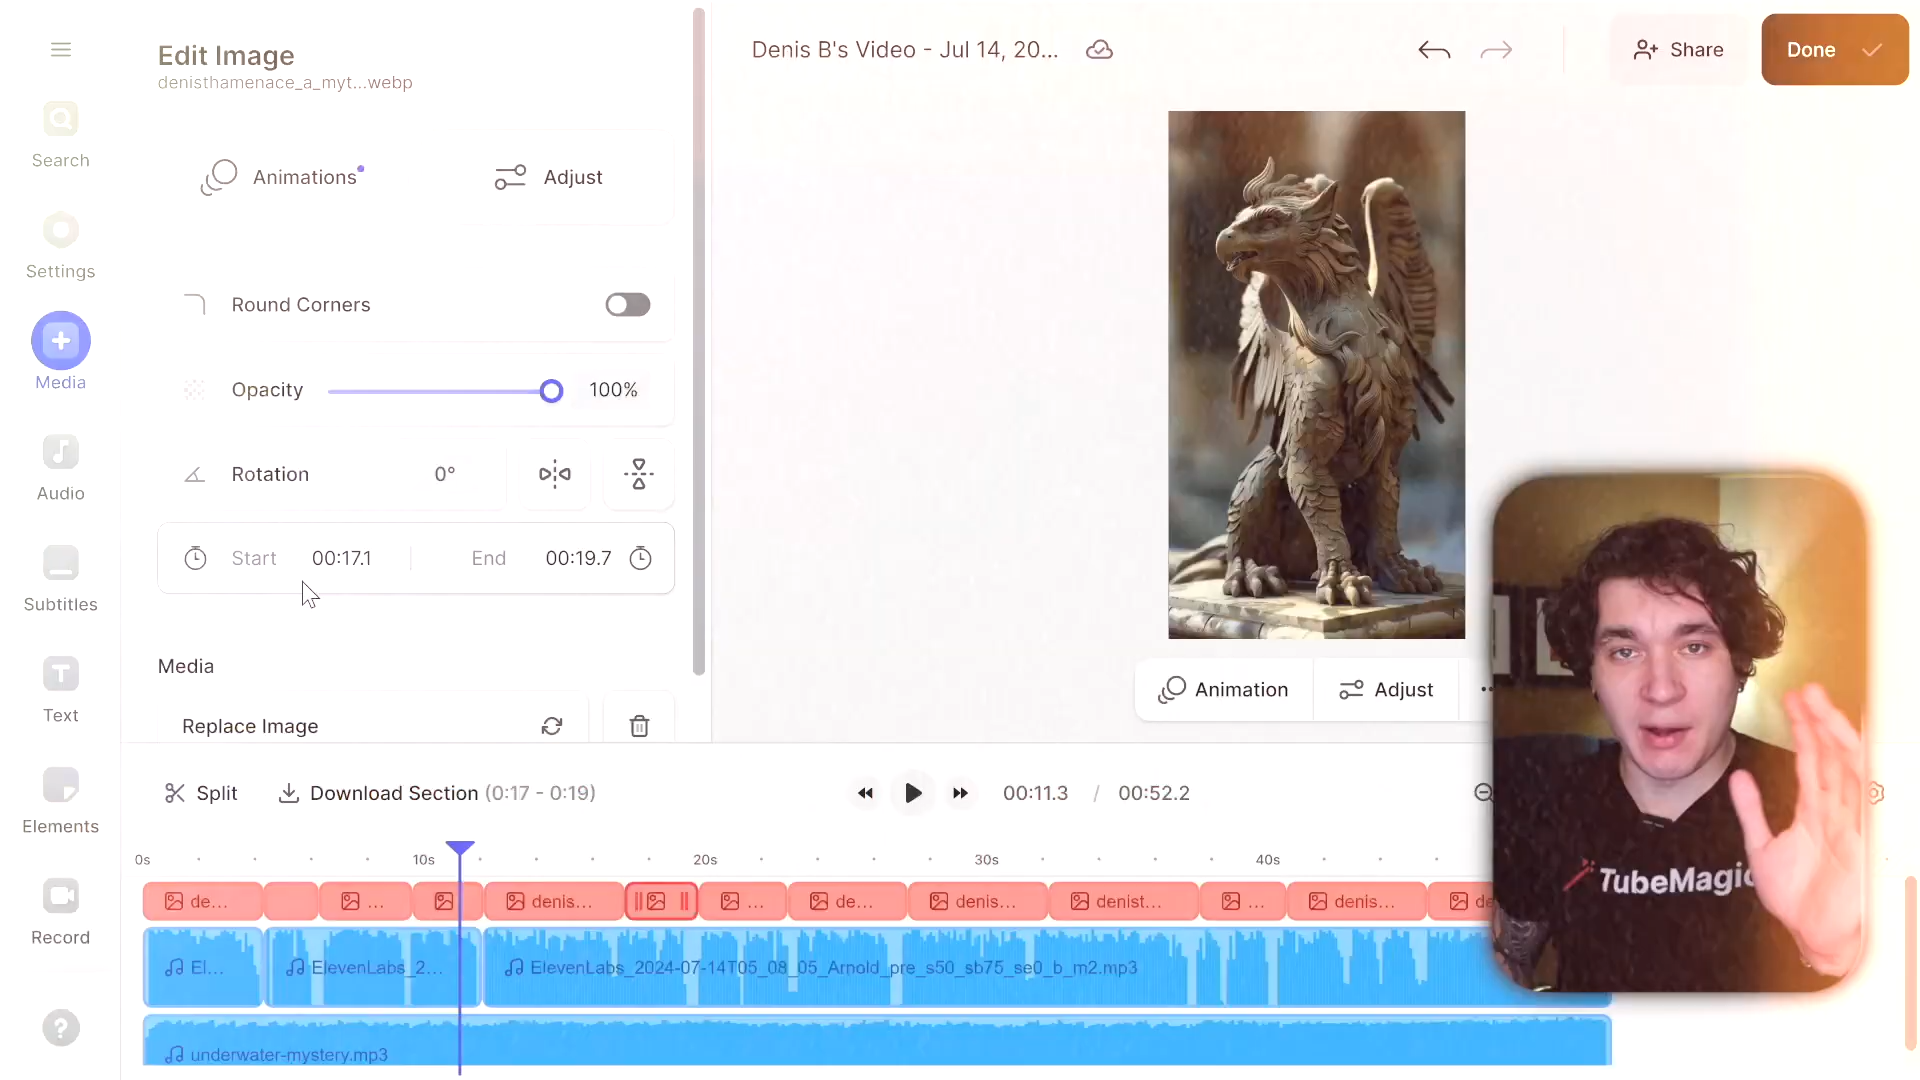 Edit Image
denisthamenace_a_myt...webp
Denis B's Video - Jul 14, 20...
Share
Done
Search
Animations
Adjust
Settings
Round Corners
Media
Opacity
100%
Rotation
0°
Audio
Start
00:17.1
End
00:19.7
Subtitles
Media
Text
Replace Image
Animation
Adjust
Split
Download Section (0:17 - 0:19)
00:11.3 / 00:52.2
Elements
0s
10s
20s
30s
40s
TubeMagic
de...
...
denis...
...
de...
denis...
denist...
...
denis...
de
Record
El...
ElevenLabs_2...
ElevenLabs_2024-07-14T05_08_05_Arnold_pre_s50_sb75_se0_b_m2.mp3
?
underwater-mystery.mp3